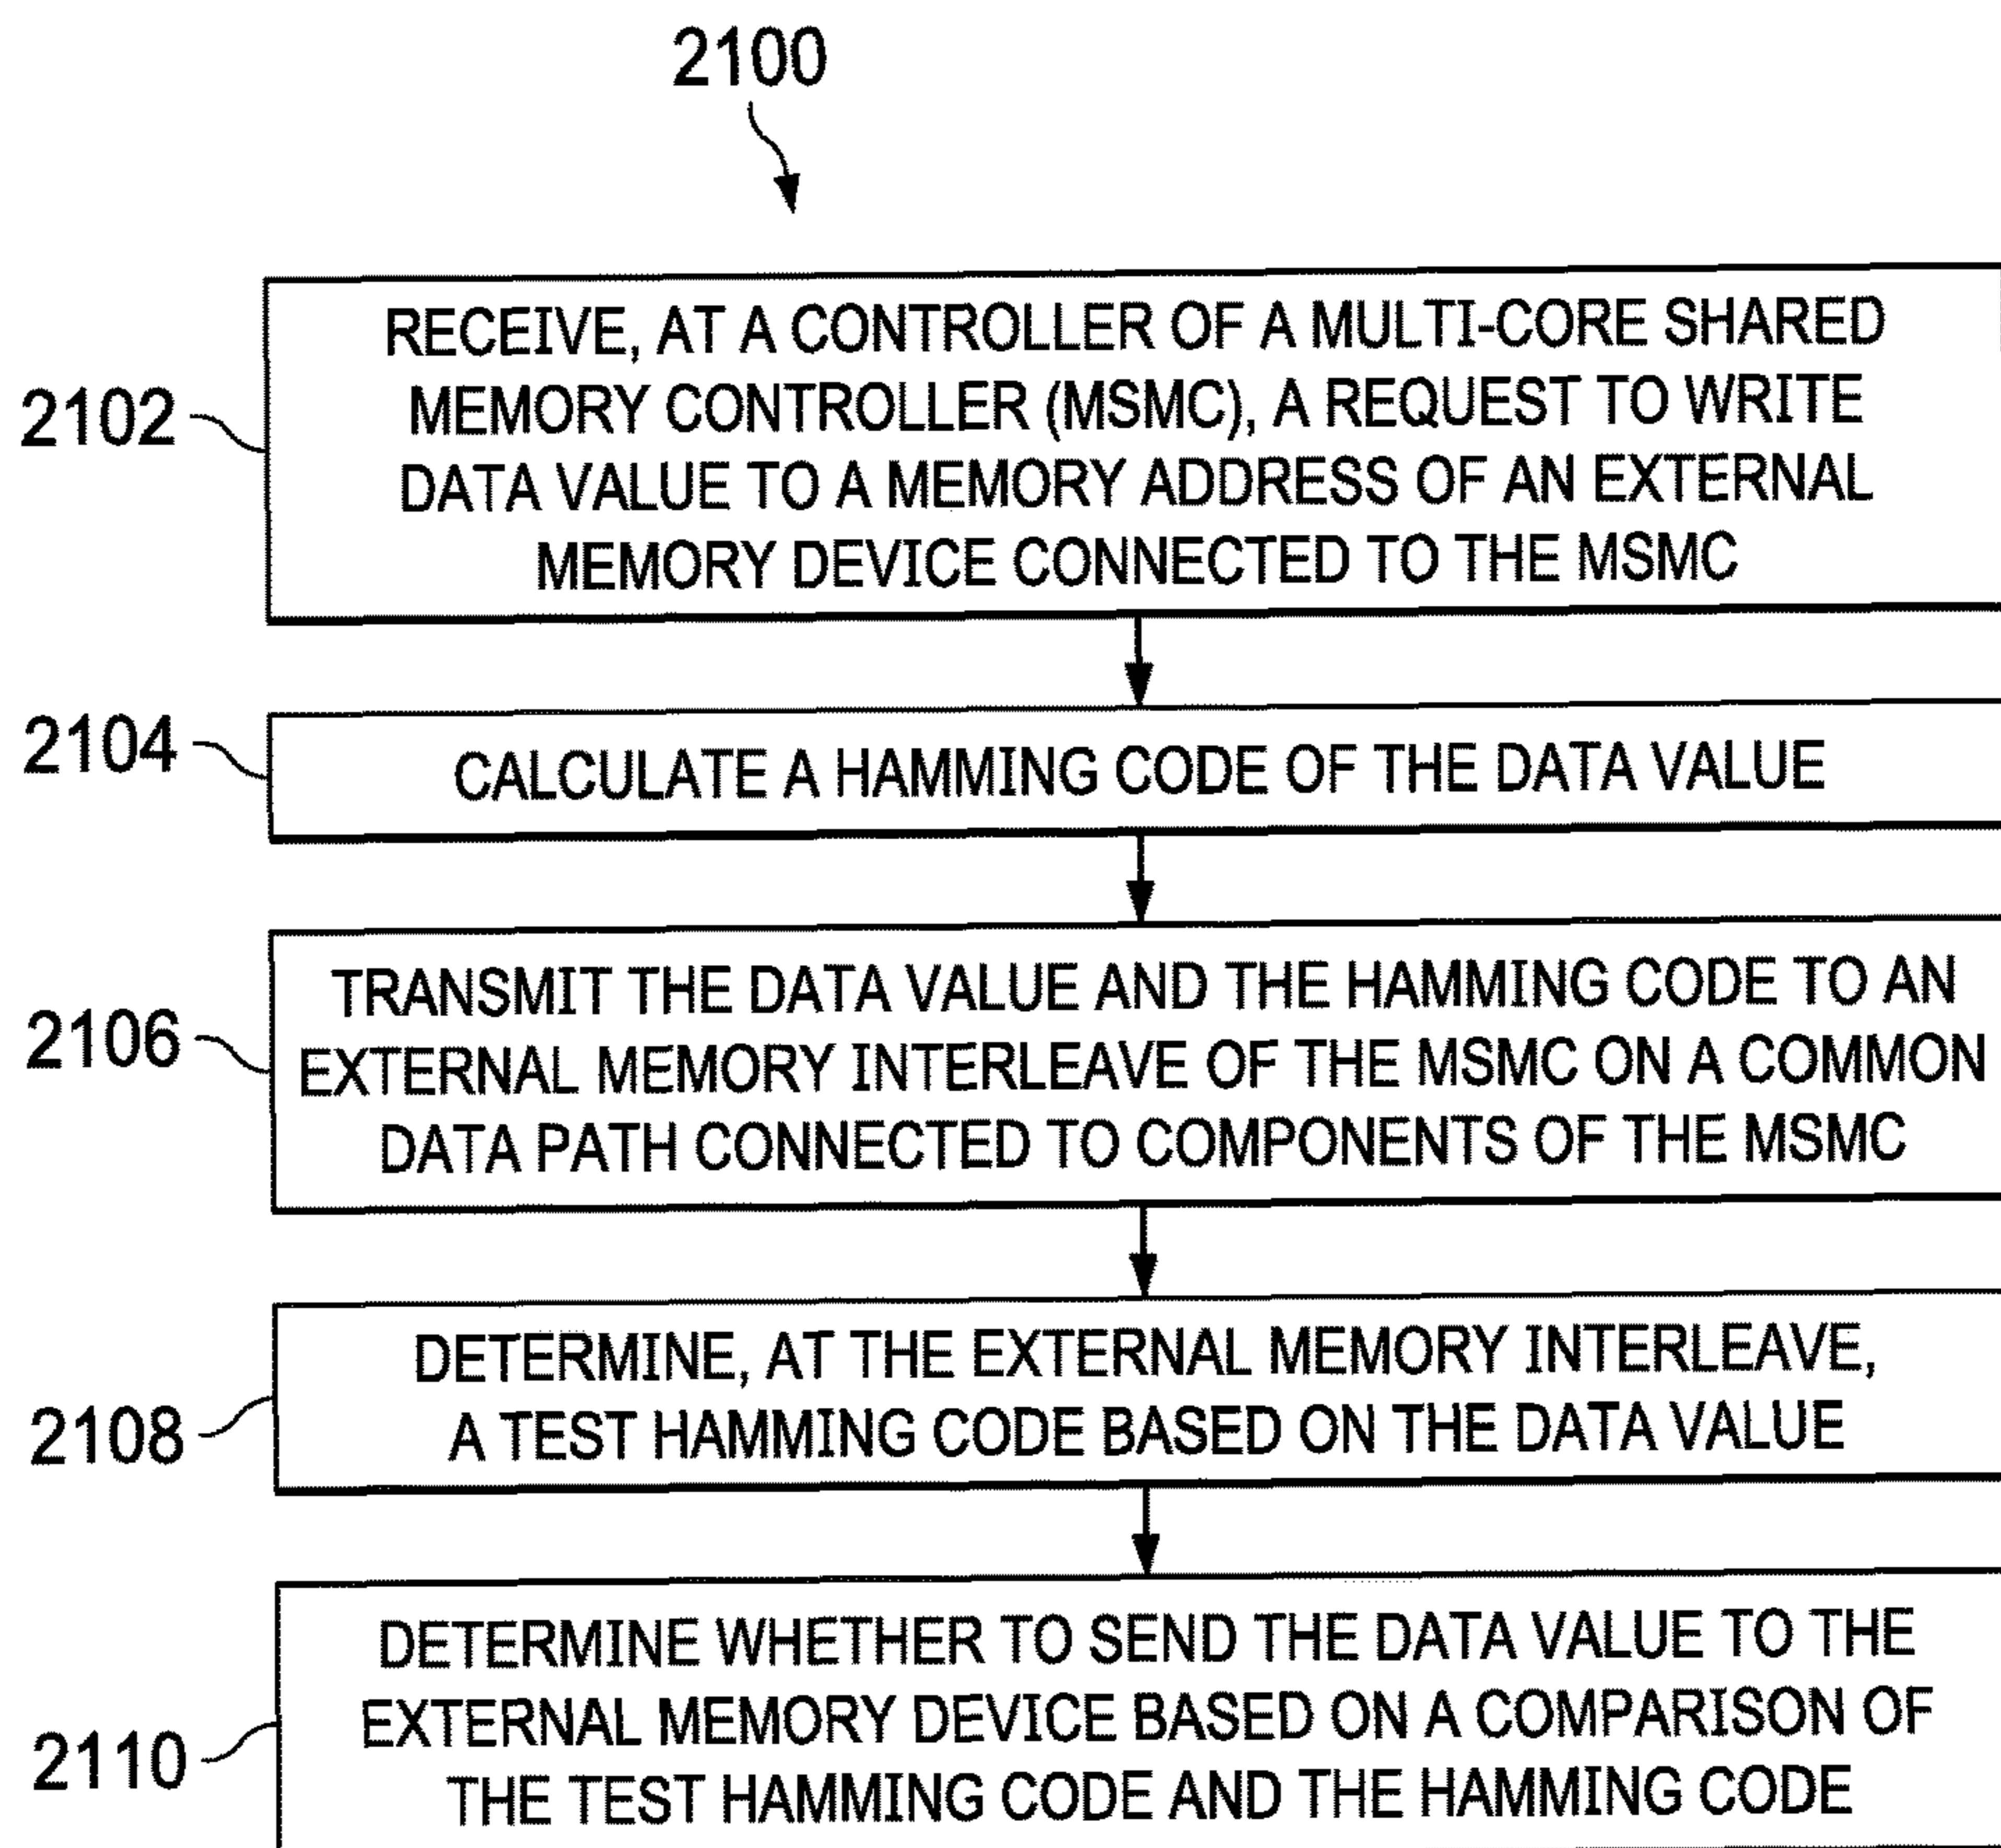 2100
2102
RECEIVE, AT A CONTROLLER OF A MULTI-CORE SHARED
MEMORY CONTROLLER (MSMC), A REQUEST TO WRITE
DATA VALUE TO A MEMORY ADDRESS OF AN EXTERNAL
MEMORY DEVICE CONNECTED TO THE MSMC
2104
CALCULATE A HAMMING CODE OF THE DATA VALUE
2106
TRANSMIT THE DATA VALUE AND THE HAMMING CODE TO AN
EXTERNAL MEMORY INTERLEAVE OF THE MSMC ON A COMMON
DATA PATH CONNECTED TO COMPONENTS OF THE MSMC
2108
DETERMINE, AT THE EXTERNAL MEMORY INTERLEAVE,
A TEST HAMMING CODE BASED ON THE DATA VALUE
2110
DETERMINE WHETHER TO SEND THE DATA VALUE TO THE
EXTERNAL MEMORY DEVICE BASED ON A COMPARISON OF
THE TEST HAMMING CODE AND THE HAMMING CODE